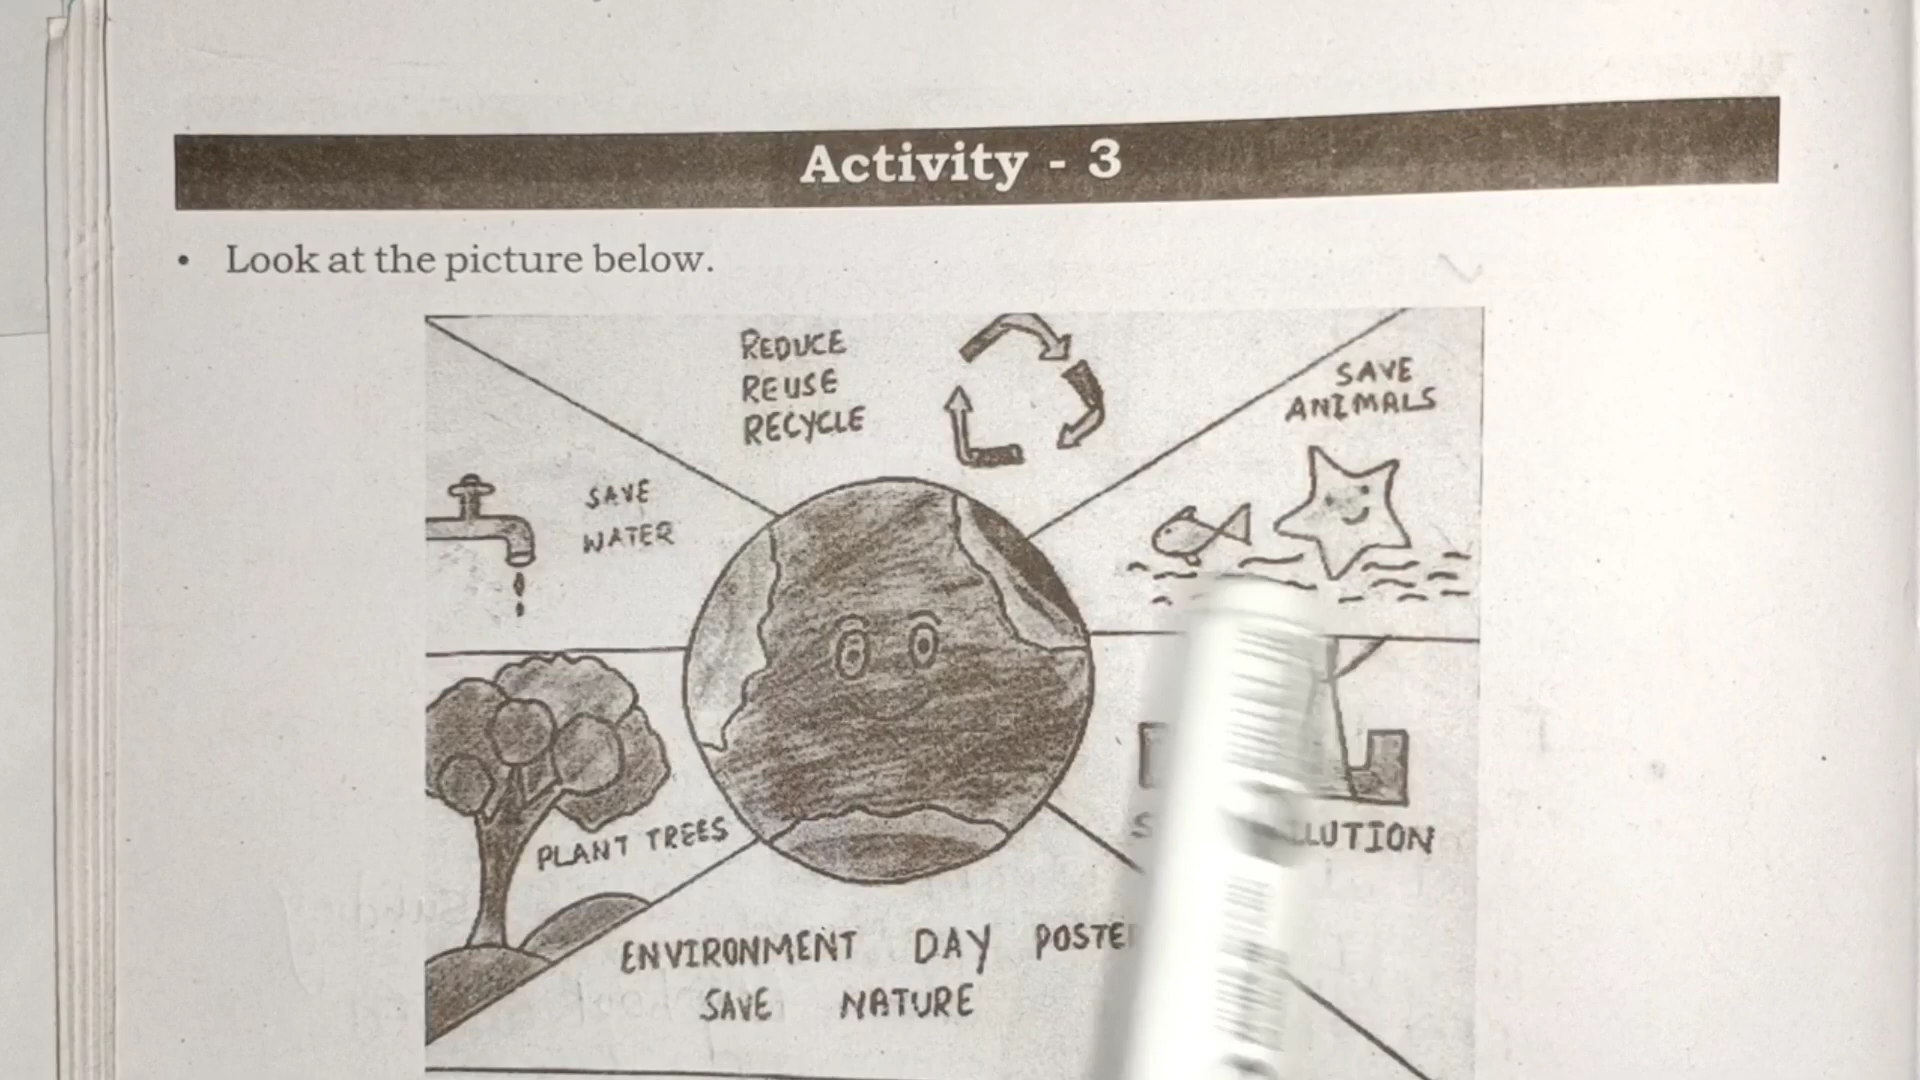 Activity - 3
• Look at the picture below.
REDUCE
REUSE
RECYCLE
SAVE
ANIMALS
SAVE
WATER
PLANT TREES
ENVIRONMENT DAY
SAVE NATURE